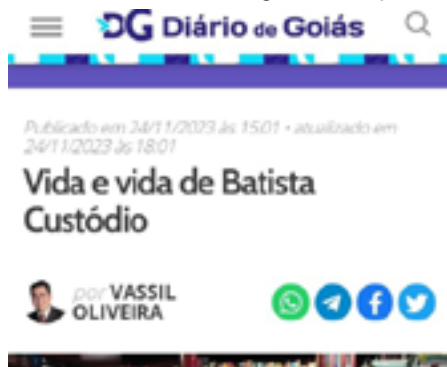 DG Diário de Goiás
Publicado em 24/11/2023 às 15:01 • atualizado em
24/11/2023 às 18:01
Vida e vida de Batista
Custódio
por VASSIL
OLIVEIRA